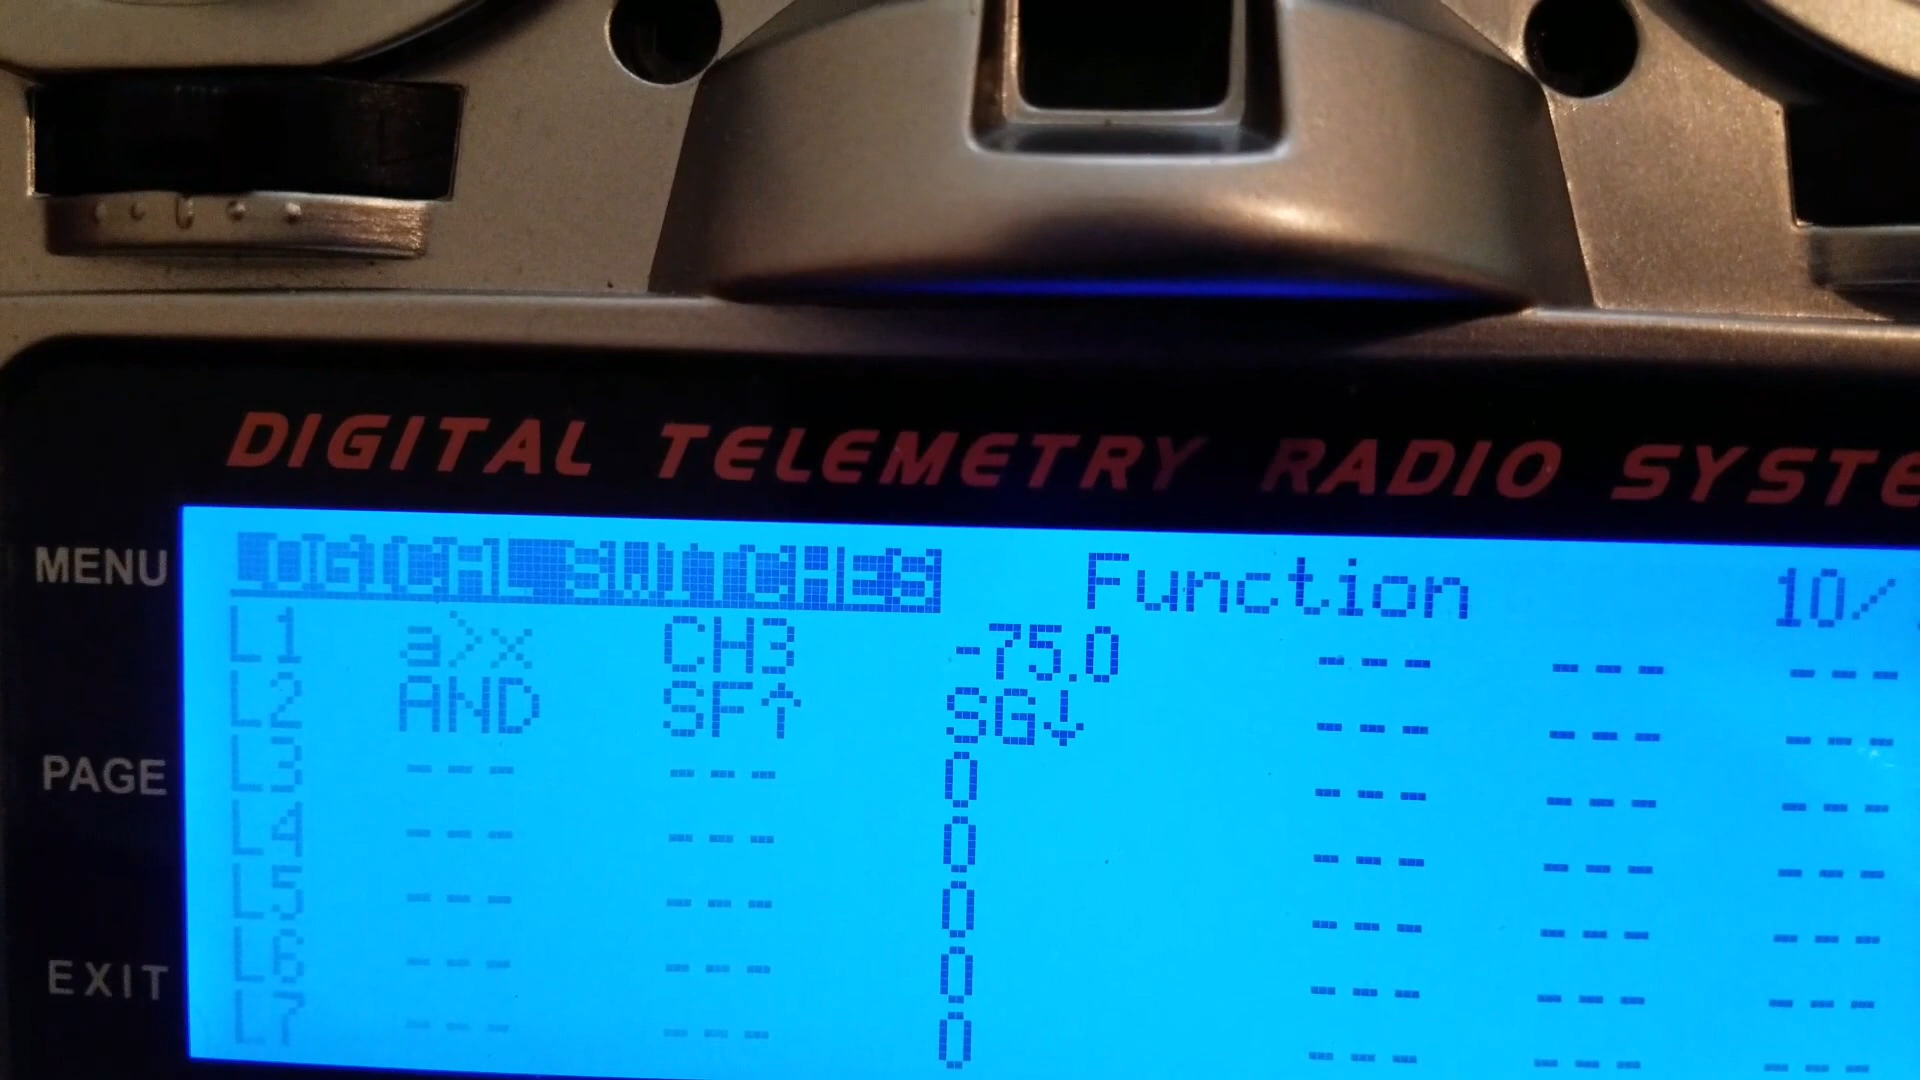 DIGITAL TELEMETRY RADIO SYSTE
MENU
PAGE
EXIT
SWITCHES Function 10/
L1 a>x CH3 -75.0 --- --- ---
L2 AND SF↑ SG↓ --- --- ---
L3 --- --- 0 --- --- ---
L4 --- --- 0 --- --- ---
L5 --- --- 0 --- --- ---
L6 --- --- 0 --- --- ---
L7 --- --- 0 --- --- ---